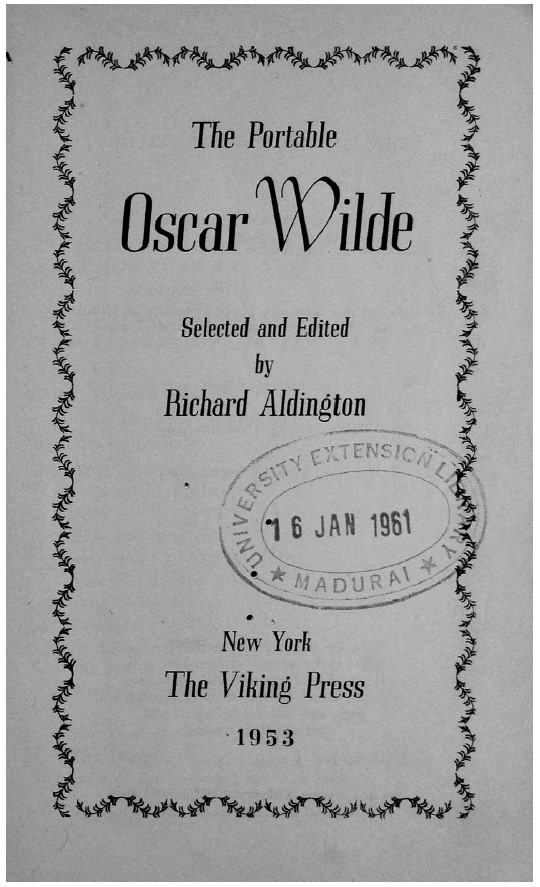 The Portable
Oscar Wilde
Selected and Edited
by
Richard Aldington
UNIVERSITY EXTENSION LIBRARY
16 JAN 1961
★ MADURAI ★
New York
The Viking Press
1953